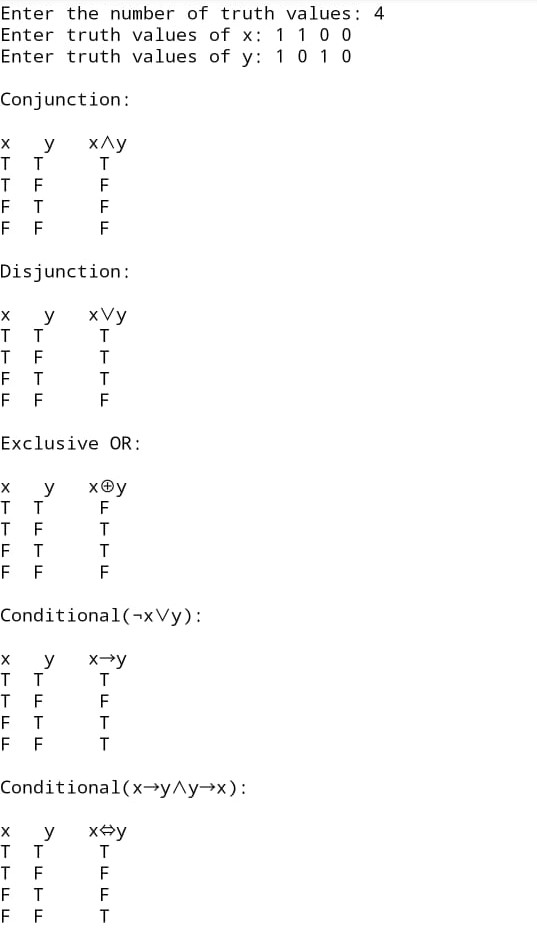 Enter the number of truth values: 4
Enter truth values of x: 1 1 0 0
Enter truth values of y: 1 0 1 0
Conjunction:
x y x∧y
T T T
T F F
F T F
F F F
Disjunction:
x y x∨y
T T T
T F T
F T T
F F F
Exclusive OR:
x y x⊕y
T T F
T F T
F T T
F F F
Conditional(¬x∨y):
x y x→y
T T T
T F F
F T T
F F T
Conditional(x→y∧y→x):
x y x⇔y
T T T
T F F
F T F
F F T